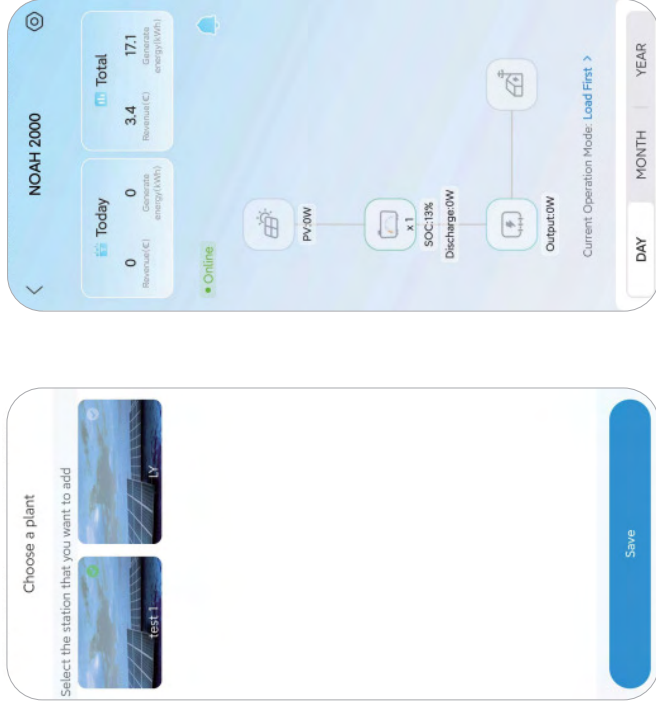 Choose a plant
Select the station that you want to add
test 1
LY
Save
NOAH 2000
Today
0
Revenue(€)
0
Generate
energy(kWh)
Total
3.4
Revenue(€)
17.1
Generate
energy(kWh)
Online
PV:0W
x 1
SOC:13%
Discharge:0W
Output:0W
Current Operation Mode: Load First >
DAY
MONTH
YEAR